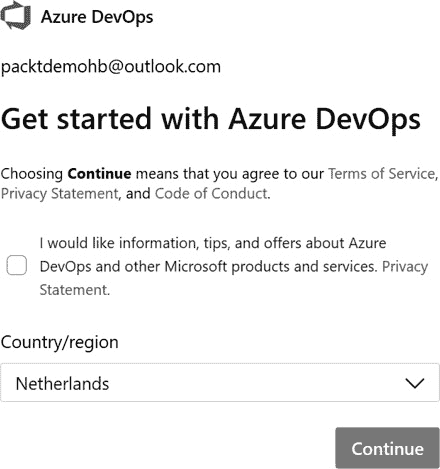 Azure DevOps
packtdemohb@outlook.com
Get started with Azure DevOps
Choosing Continue means that you agree to our Terms of Service,
Privacy Statement, and Code of Conduct.
I would like information, tips, and offers about Azure
DevOps and other Microsoft products and services. Privacy
Statement.
Country/region
Netherlands
Continue